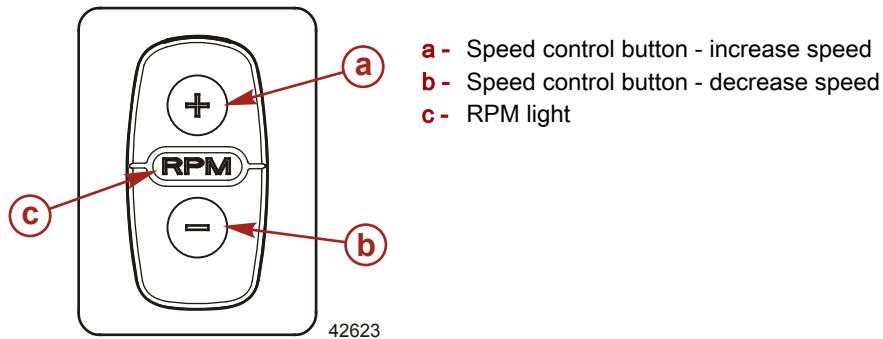 a
a - Speed control button - increase speed
b - Speed control button - decrease speed
c - RPM light
+
RPM
c
−
b
42623